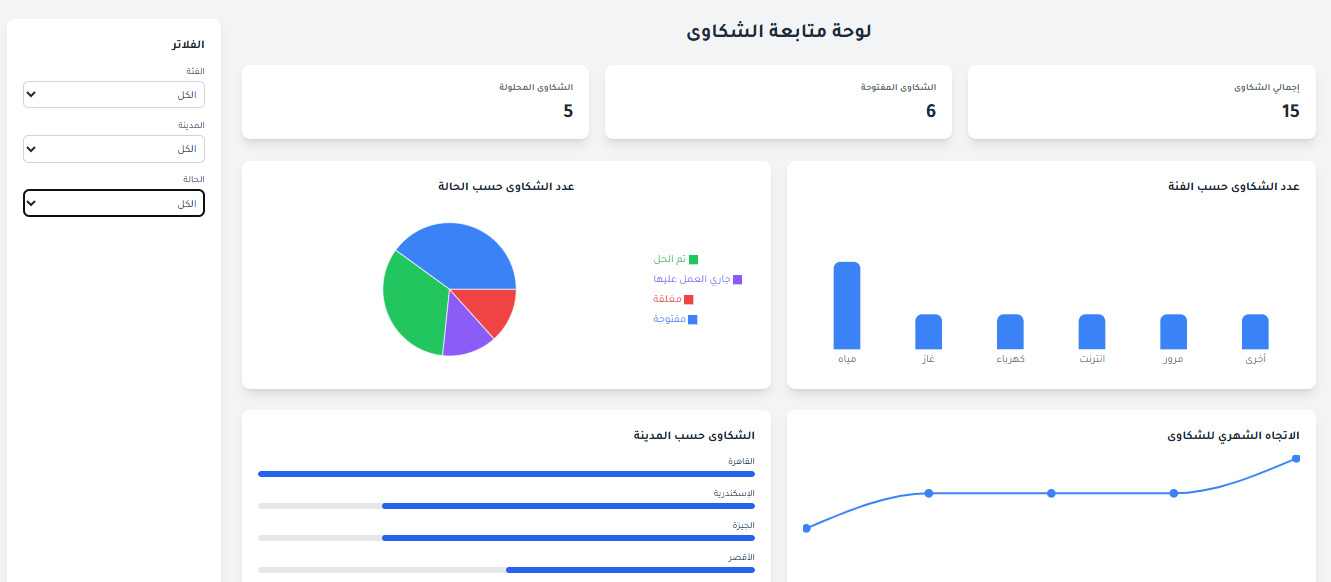 لوحة متابعة الشكاوى
إجمالي الشكاوى
15
الشكاوى المفتوحة
6
الشكاوى المحلولة
5
الفلاتر
الفئة
الكل
المدينة
الكل
الحالة
الكل
عدد الشكاوى حسب الفئة
أخرى
مرور
انترنت
كهرباء
غاز
مياه
عدد الشكاوى حسب الحالة
تم الحل
جاري العمل عليها
مغلقة
مفتوحة
الاتجاه الشهري للشكاوى
الشكاوى حسب المدينة
القاهرة
الإسكندرية
الجيزة
الأقصر